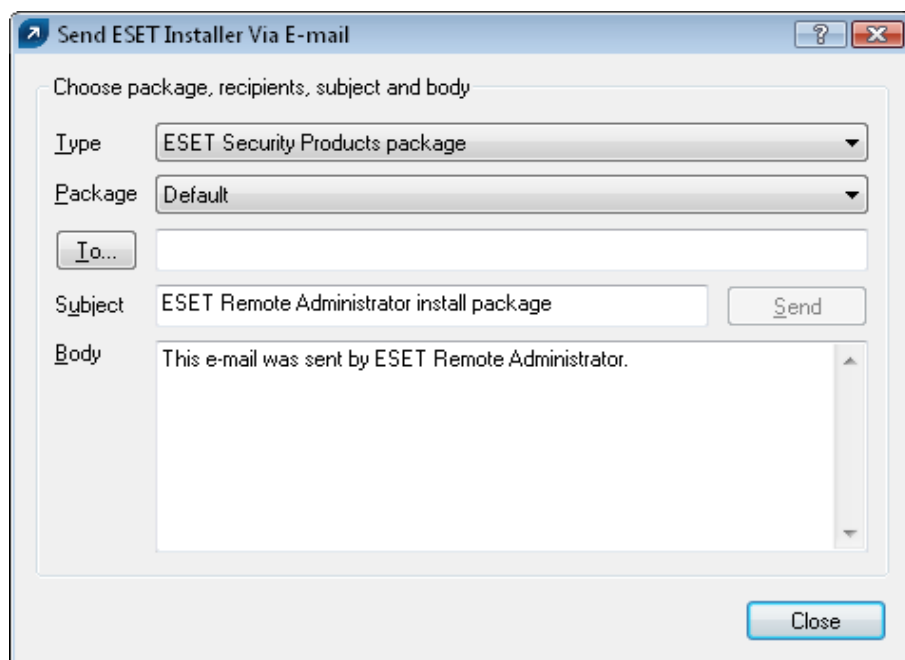 Send ESET Installer Via E-mail
Choose package, recipients, subject and body
Type ESET Security Products package
Package Default
To...
Subject ESET Remote Administrator install package Send
Body This e-mail was sent by ESET Remote Administrator.
Close